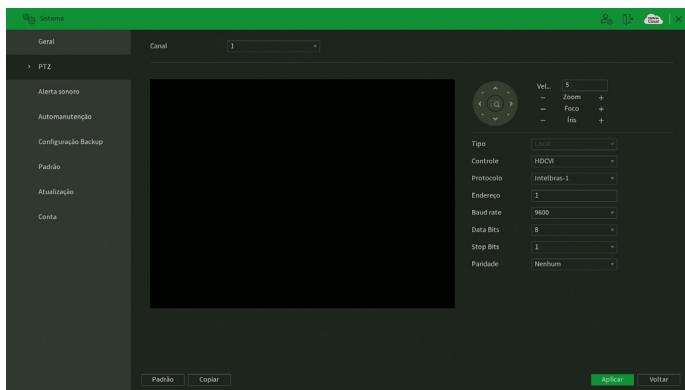 Sistema
Geral
PTZ
Alerta sonoro
Automanutenção
Configuração Backup
Padrão
Atualização
Conta
Canal 1
Vel... 5
− Zoom +
− Foco +
− Íris +
Tipo Local
Controle HDCVI
Protocolo Intelbras-1
Endereço 1
Baud rate 9600
Data Bits 8
Stop Bits 1
Paridade Nenhum
Padrão Copiar Aplicar Voltar